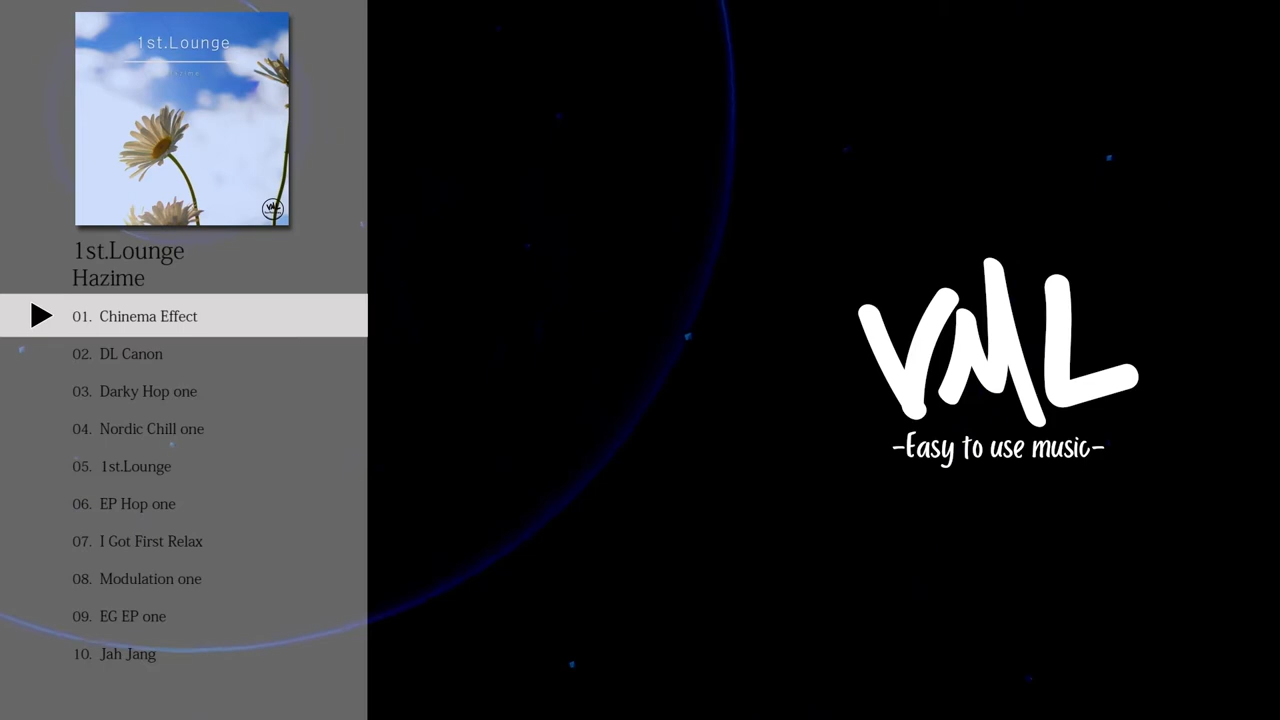 1st.Lounge
1st.Lounge
Hazime
01. Chinema Effect
02. DL Canon
03. Darky Hop one
04. Nordic Chill one
05. 1st.Lounge
06. EP Hop one
07. I Got First Relax
08. Modulation one
09. EG EP one
10. Jah Jang
VML
VML
-Easy to use music-